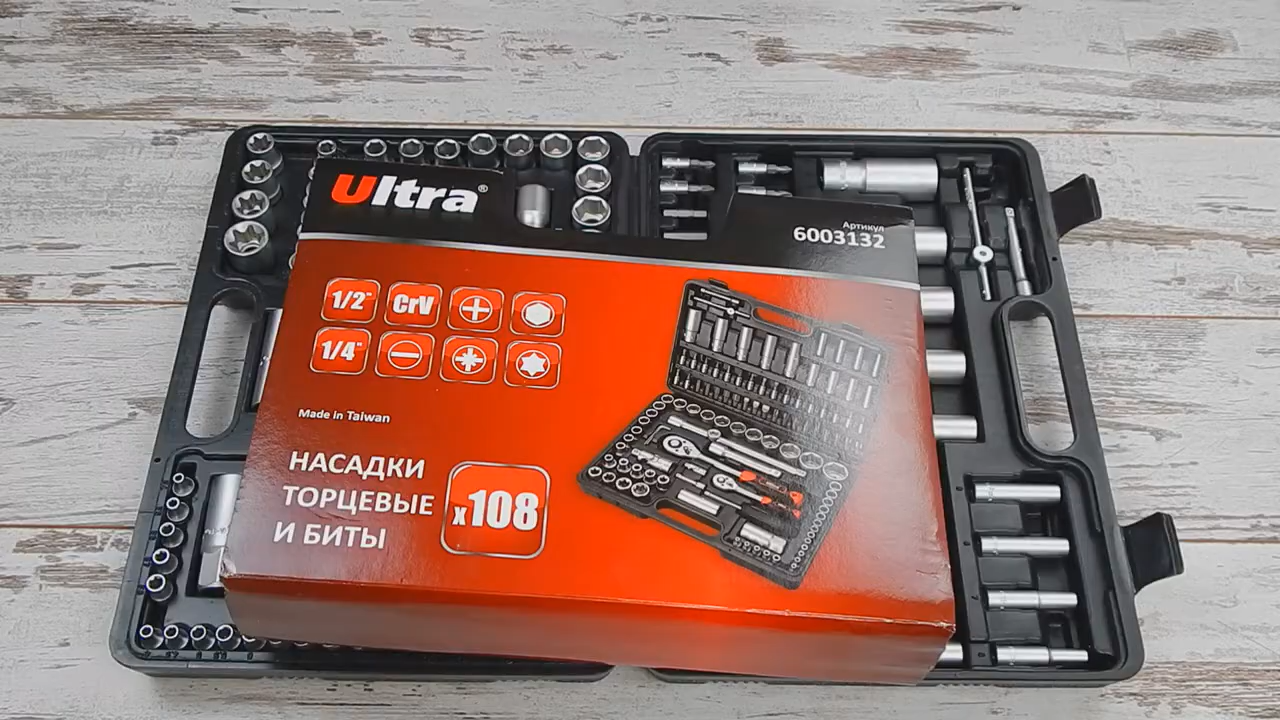 Ultra®
Артикул
6003132
1/2"
CrV
1/4"
Made in Taiwan
НАСАДКИ
ТОРЦЕВЫЕ
И БИТЫ
x108